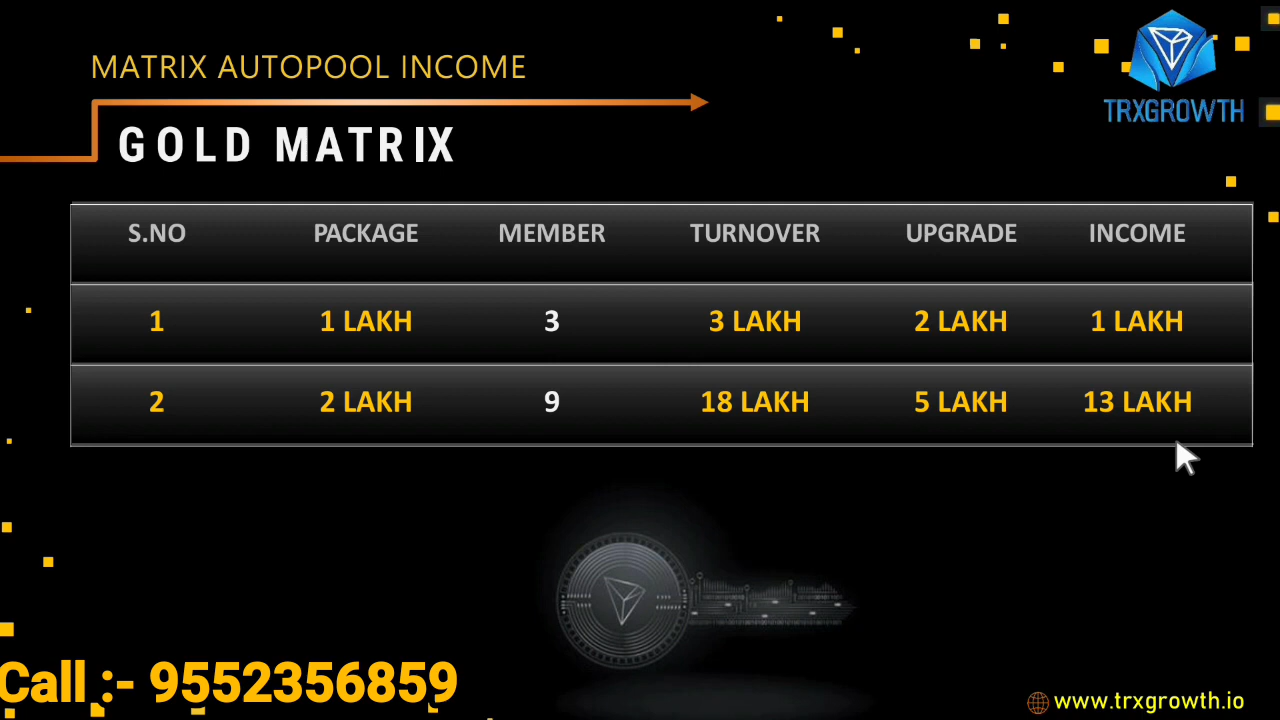 MATRIX AUTOPOOL INCOME
GOLD MATRIX
TRXGROWTH
S.NO PACKAGE MEMBER TURNOVER UPGRADE INCOME
1 1 LAKH 3 3 LAKH 2 LAKH 1 LAKH
2 2 LAKH 9 18 LAKH 5 LAKH 13 LAKH
Call :- 9552356859
www.trxgrowth.io